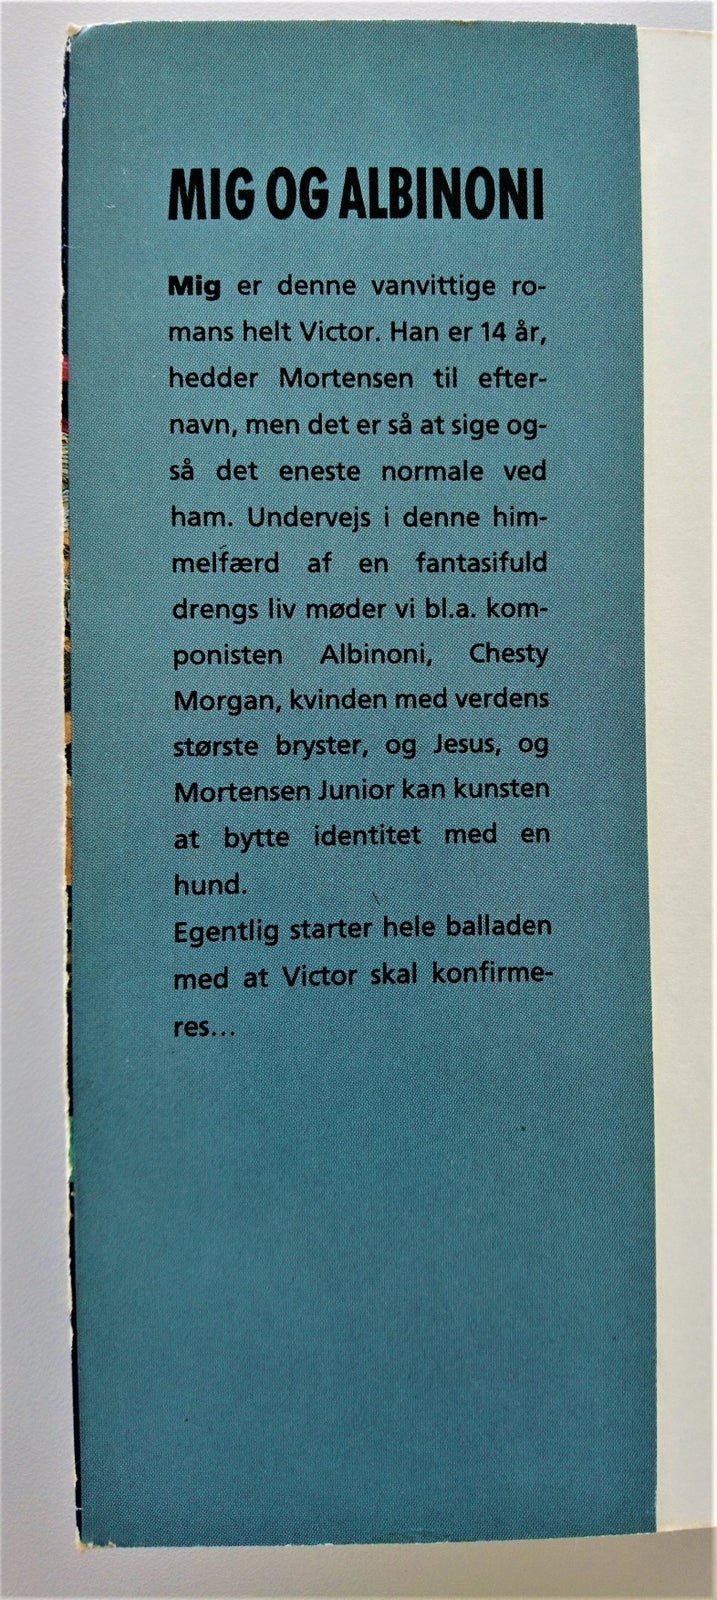 MIG OG ALBINONI
Mig er denne vanvittige ro-
mans helt Victor. Han er 14 år,
hedder Mortensen til efter-
navn, men det er så at sige og-
så det eneste normale ved
ham. Undervejs i denne him-
melfærd af en fantasifuld
drengs liv møder vi bl.a. kom-
ponisten Albinoni, Chesty
Morgan, kvinden med verdens
største bryster, og Jesus, og
Mortensen Junior kan kunsten
at bytte identitet med en
hund.
Egentlig starter hele balladen
med at Victor skal konfirme-
res...